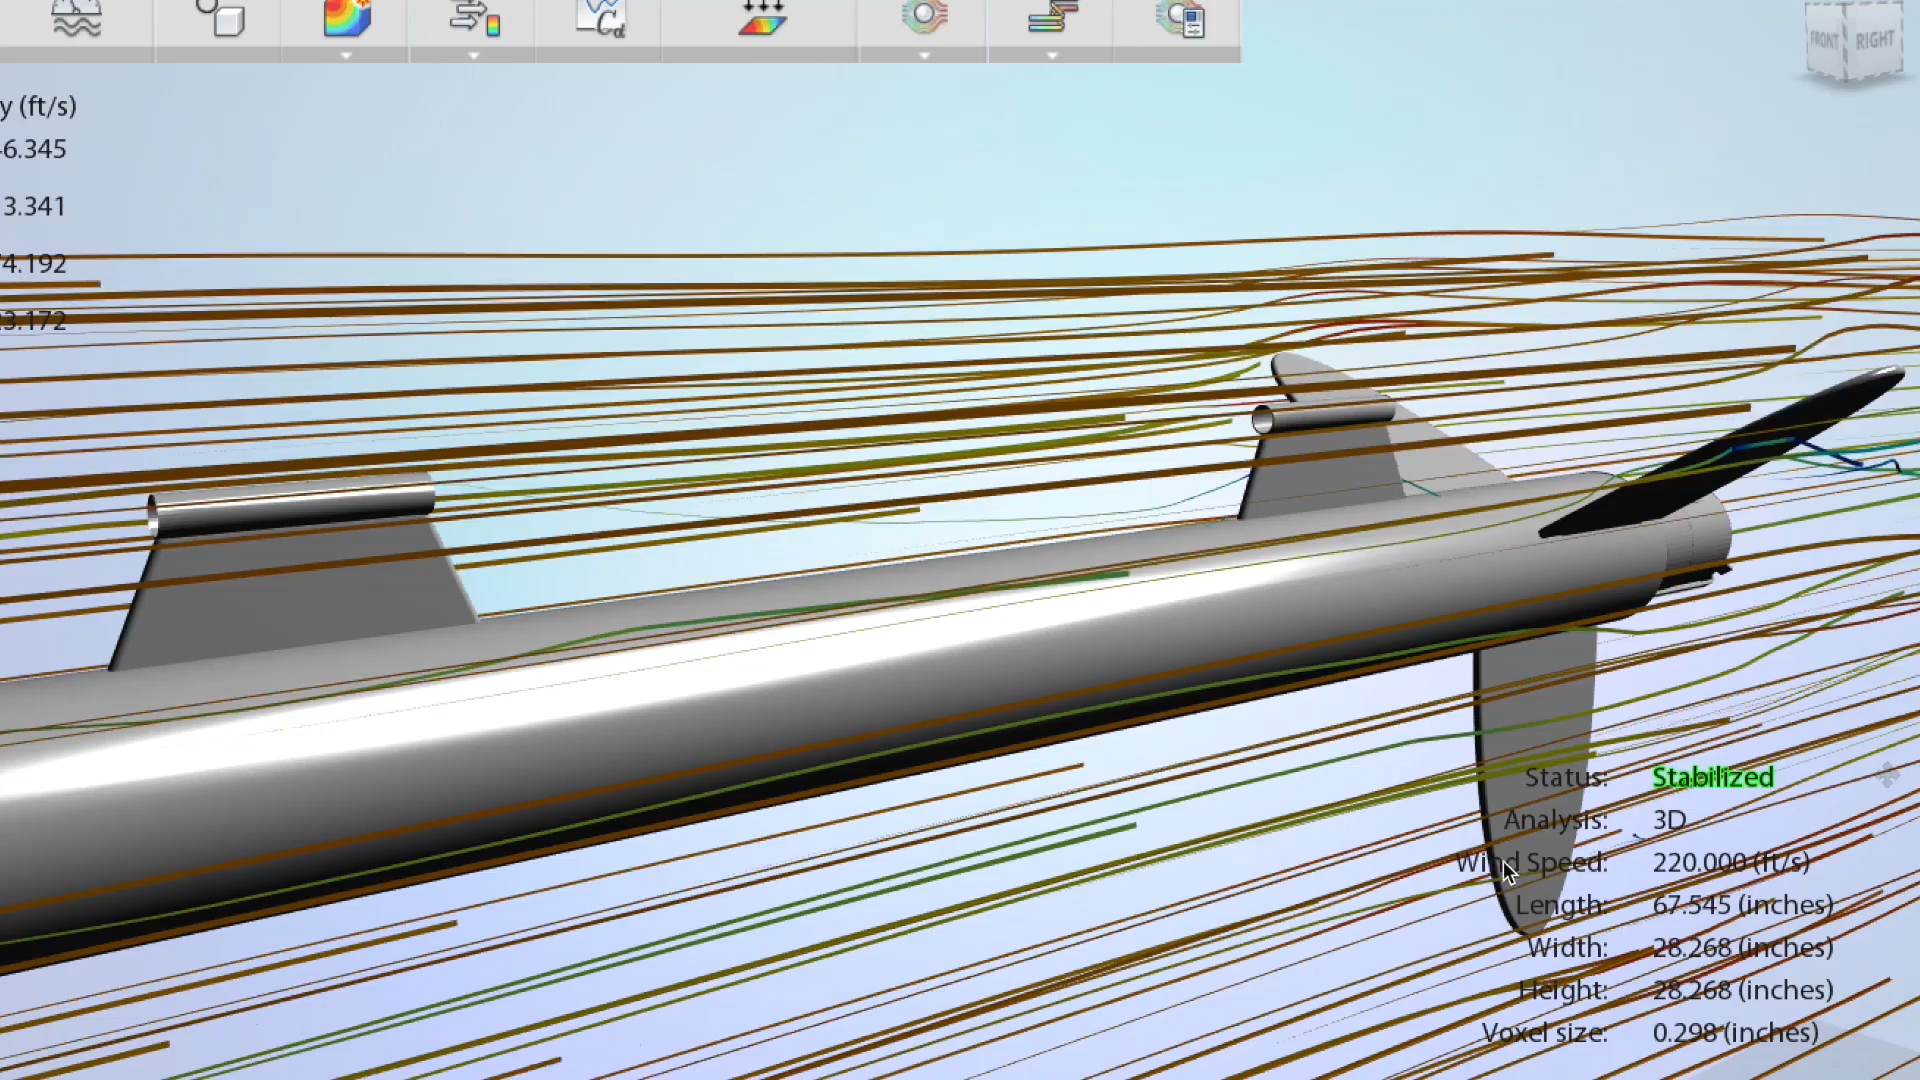 y (ft/s)
6.345
3.341
4.192
3.172
Cd
FRONT
RIGHT
Status: Stabilized
Analysis: 3D
Wind Speed: 220.000 (ft/s)
Length: 67.545 (inches)
Width: 28.268 (inches)
Height: 28.268 (inches)
Voxel size: 0.298 (inches)